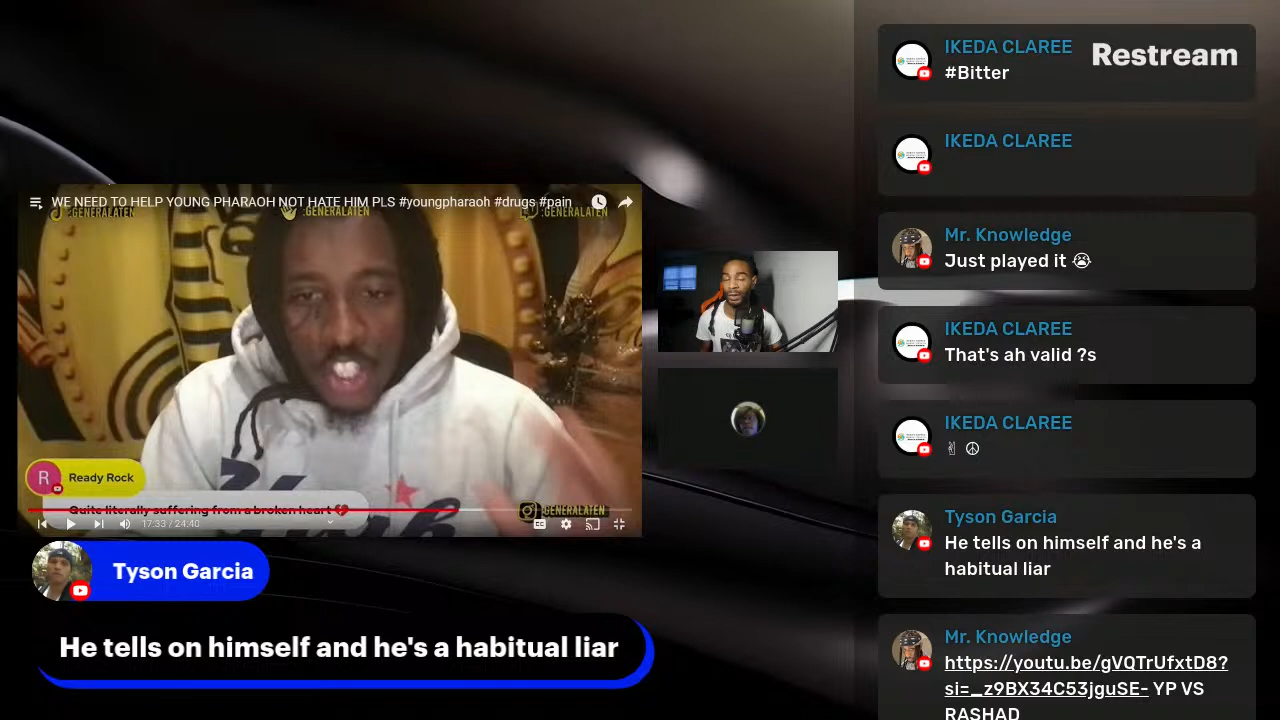 WE NEED TO HELP YOUNG PHARAOH NOT HATE HIM PLS #youngpharaoh #drugs #pain
:GENERALATEN
:GENERALATEN
:GENERALATEN
R
Ready Rock
Quite literally suffering from a broken heart 💔
:GENERALATEN
17:33 / 24:40
CC
Tyson Garcia
He tells on himself and he's a habitual liar
Restream
IKEDA CLAREE
#Bitter
IKEDA CLAREE
Mr. Knowledge
Just played it 😭
IKEDA CLAREE
That's ah valid ?s
IKEDA CLAREE
✌ ☮
Tyson Garcia
He tells on himself and he's a
habitual liar
Mr. Knowledge
https://youtu.be/gVQTrUfxtD8?
si=_z9BX34C53jguSE- YP VS
RASHAD